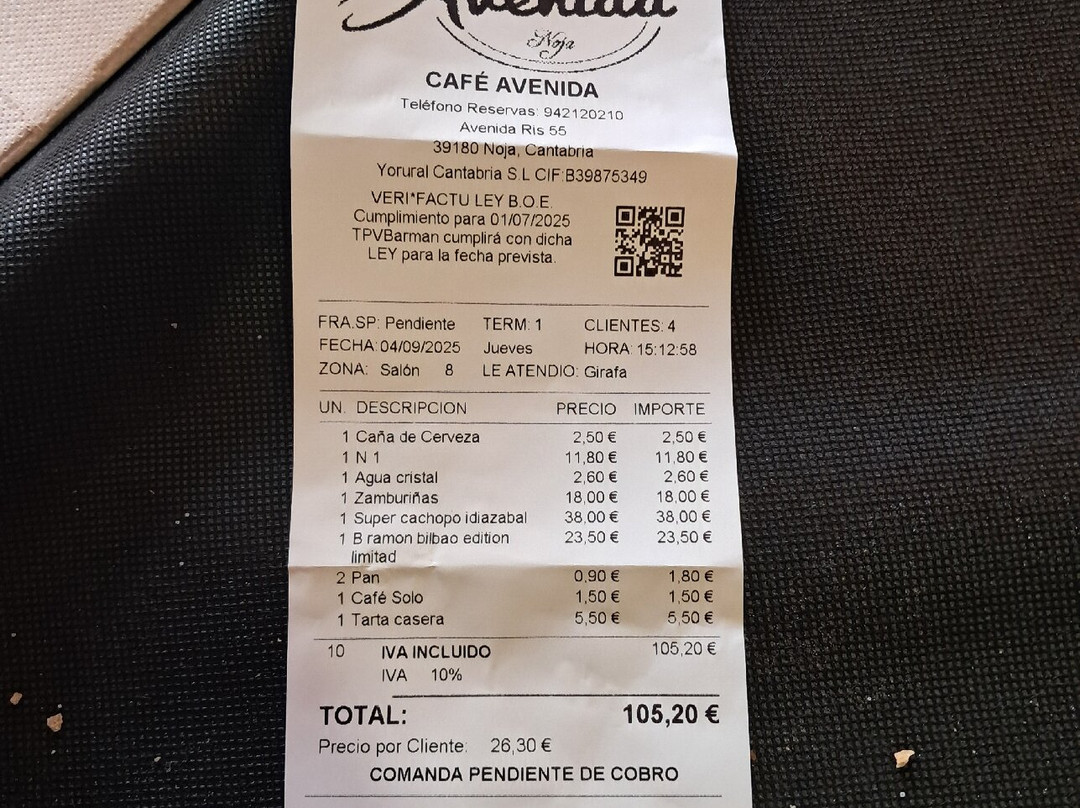 Avenida
Noja
CAFÉ AVENIDA
Teléfono Reservas: 942120210
Avenida Ris 55
39180 Noja, Cantabria
Yorural Cantabria S.L CIF:B39875349
VERI*FACTU LEY B.O.E.
Cumplimiento para 01/07/2025
TPVBarman cumplirá con dicha
LEY para la fecha prevista.
FRA.SP: Pendiente TERM: 1 CLIENTES: 4
FECHA: 04/09/2025 Jueves HORA: 15:12:58
ZONA: Salón 8 LE ATENDIO: Girafa
UN. DESCRIPCION PRECIO IMPORTE
1 Caña de Cerveza 2,50 € 2,50 €
1 N 1 11,80 € 11,80 €
1 Agua cristal 2,60 € 2,60 €
1 Zamburiñas 18,00 € 18,00 €
1 Super cachopo idiazabal 38,00 € 38,00 €
1 B ramon bilbao edition 23,50 € 23,50 €
limitad
2 Pan 0,90 € 1,80 €
1 Café Solo 1,50 € 1,50 €
1 Tarta casera 5,50 € 5,50 €
10 IVA INCLUIDO 105,20 €
IVA 10%
TOTAL: 105,20 €
Precio por Cliente: 26,30 €
COMANDA PENDIENTE DE COBRO